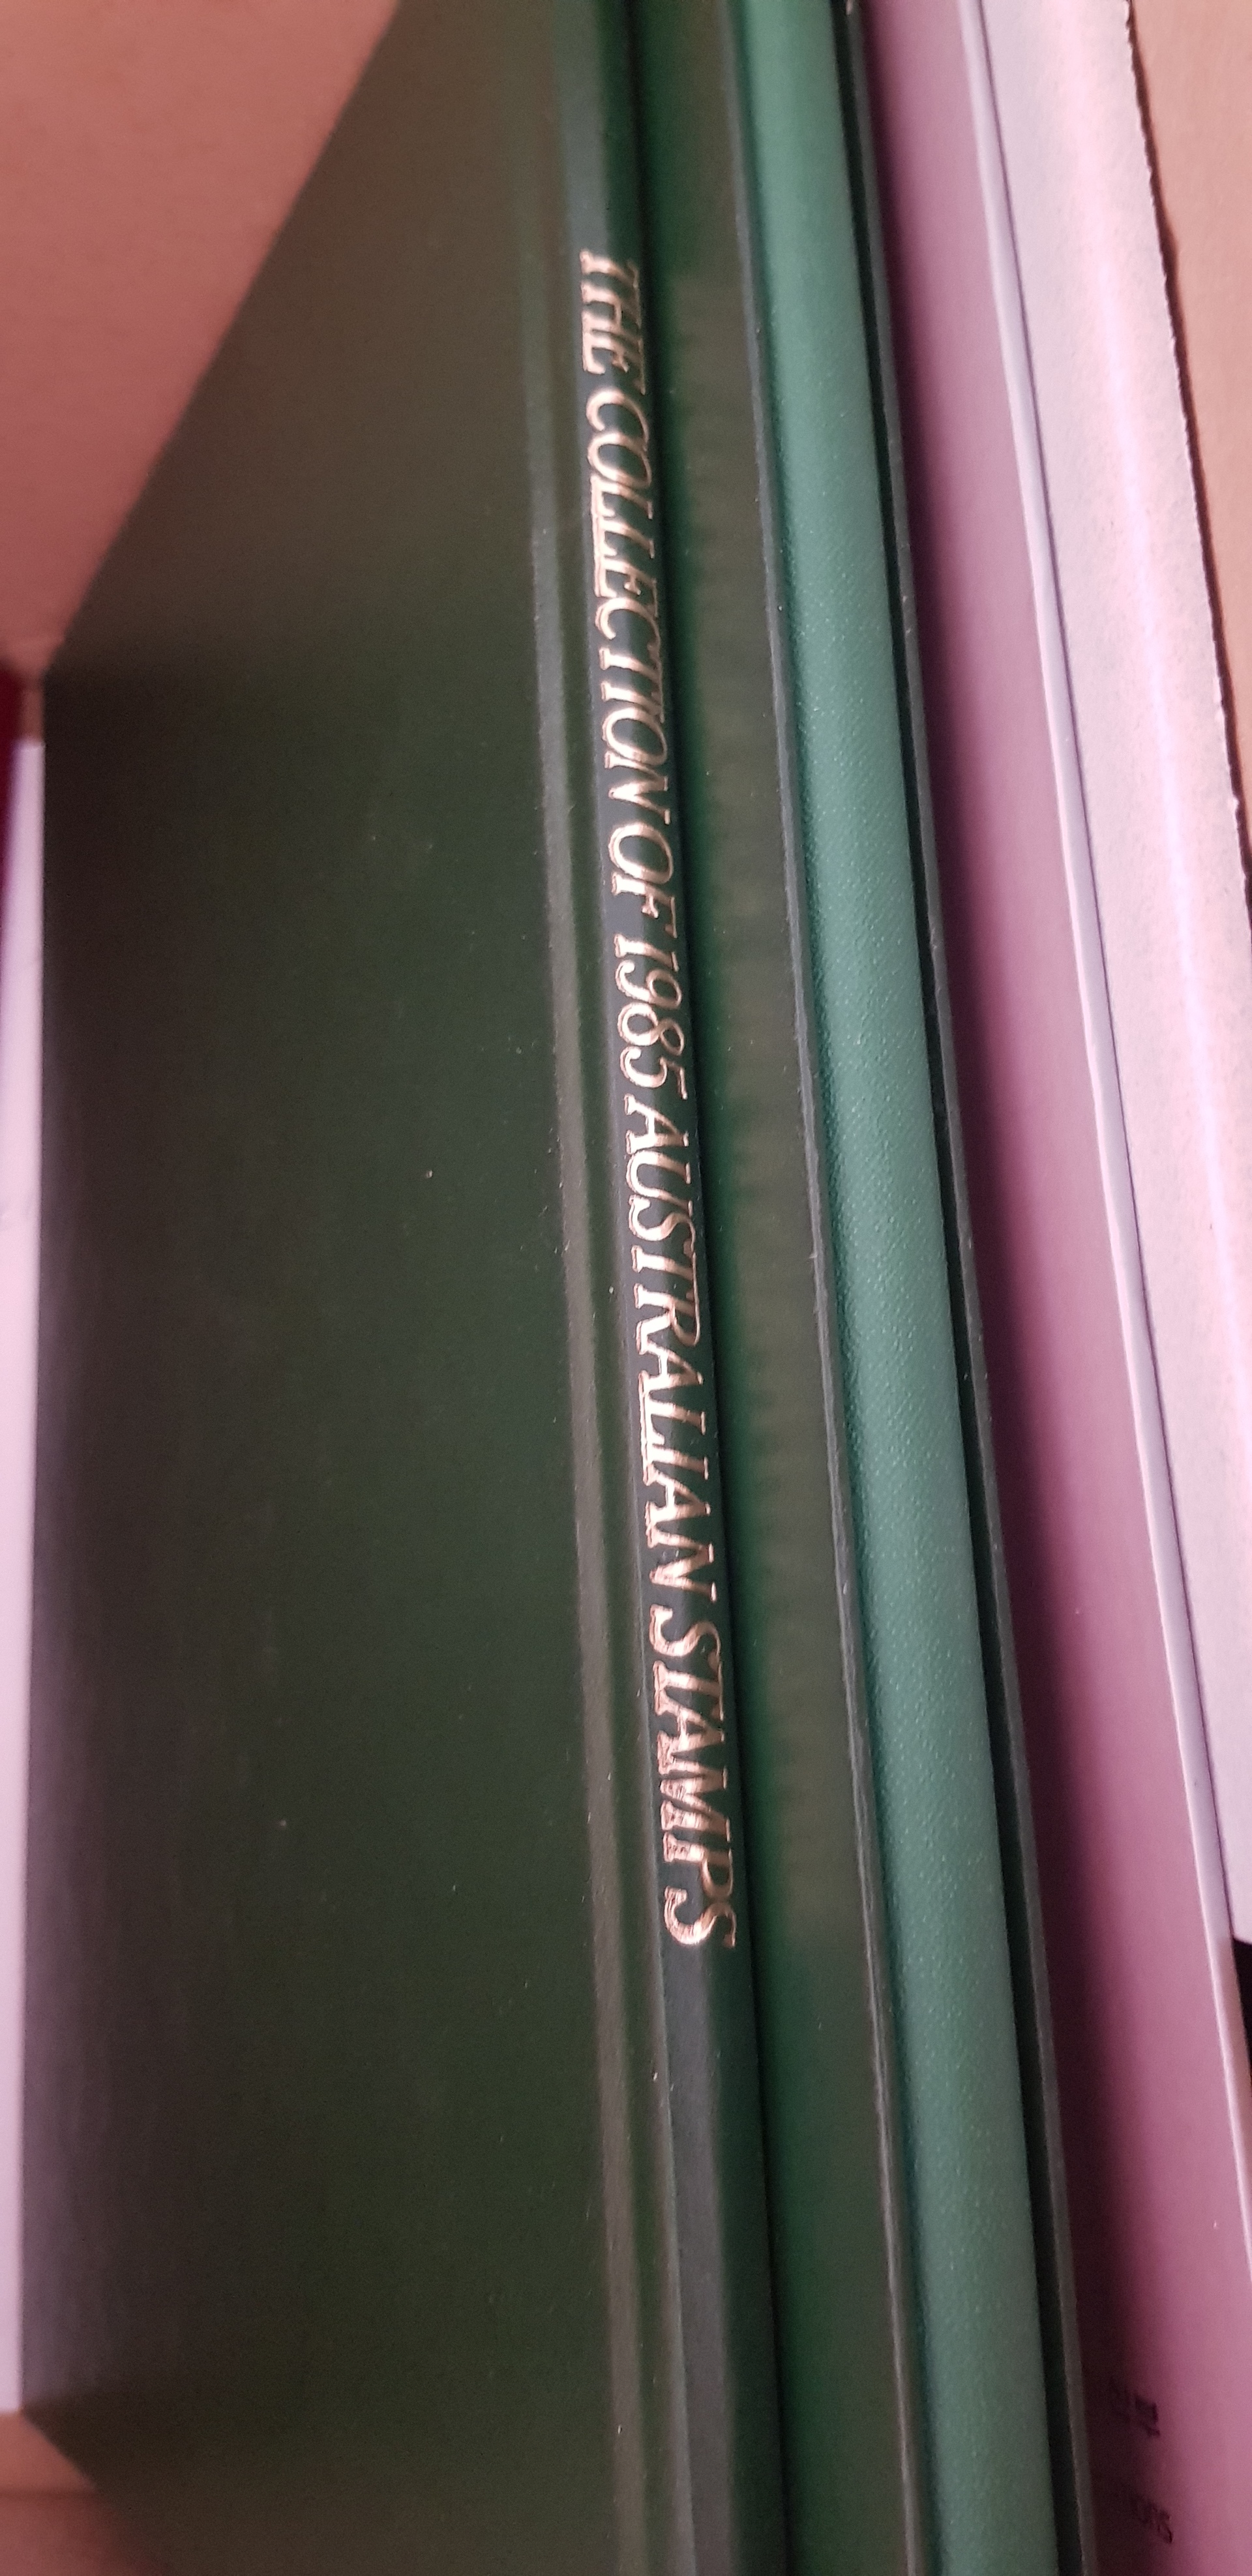 THE COLLECTION OF 1985 AUSTRALIAN STAMPS